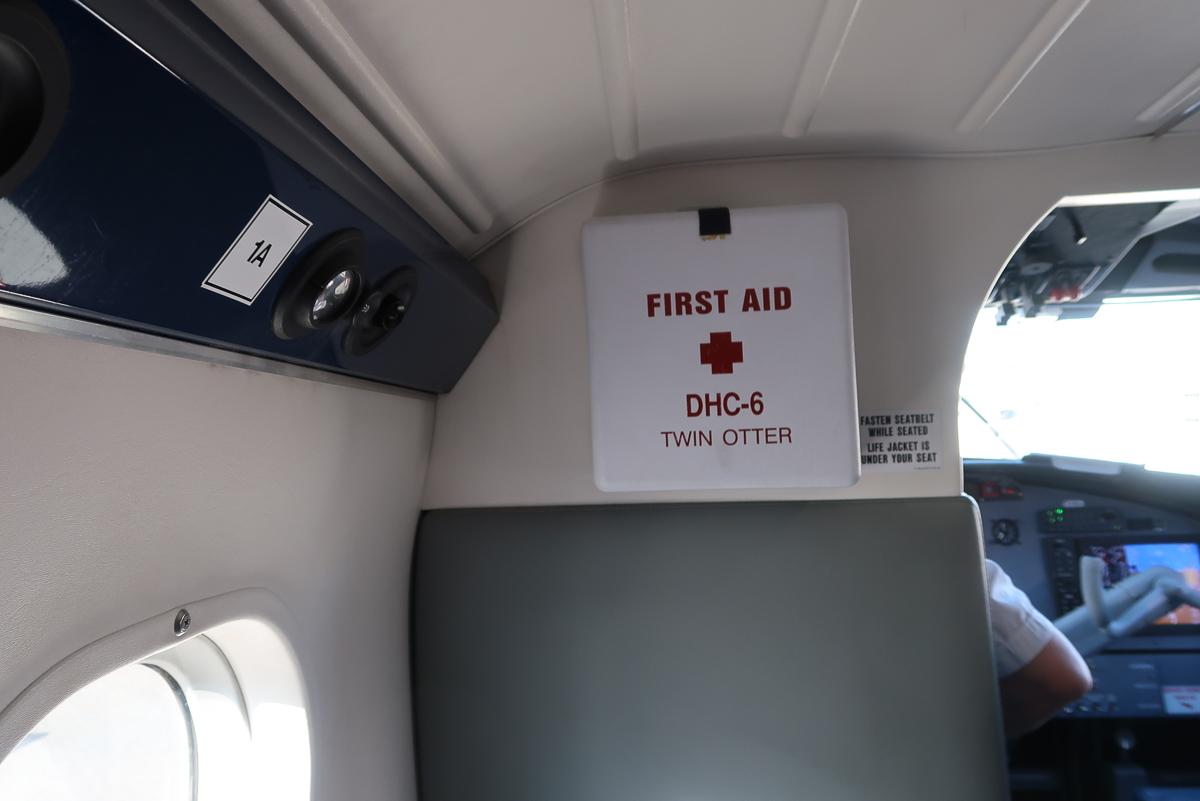 1A
FIRST AID
DHC-6
TWIN OTTER
FASTEN SEATBELT
WHILE SEATED
LIFE JACKET IS
UNDER YOUR SEAT